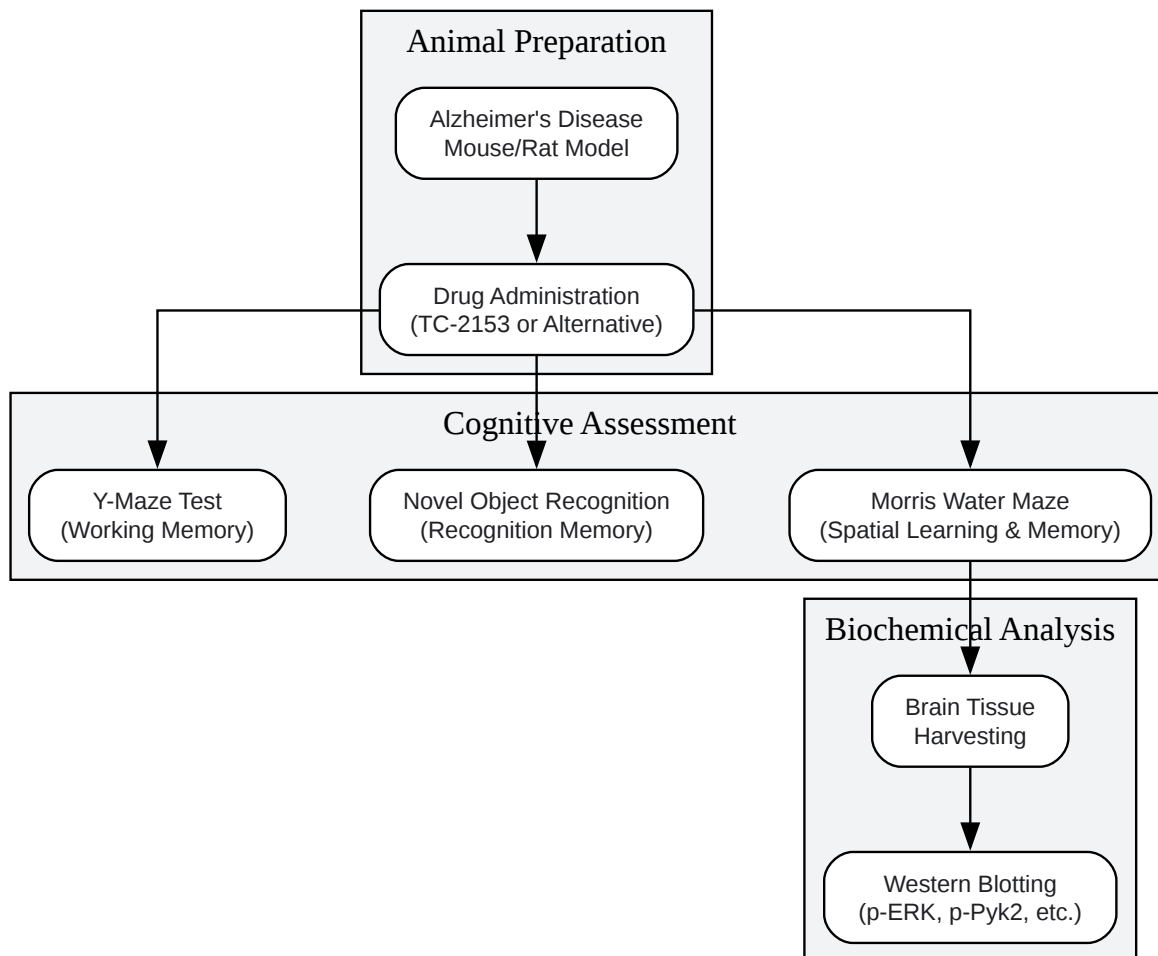 Animal Preparation
Alzheimer's Disease
Mouse/Rat Model
Drug Administration
(TC-2153 or Alternative)
Cognitive Assessment
Y-Maze Test
(Working Memory)
Novel Object Recognition
(Recognition Memory)
Morris Water Maze
(Spatial Learning & Memory)
Biochemical Analysis
Brain Tissue
Harvesting
Western Blotting
(p-ERK, p-Pyk2, etc.)